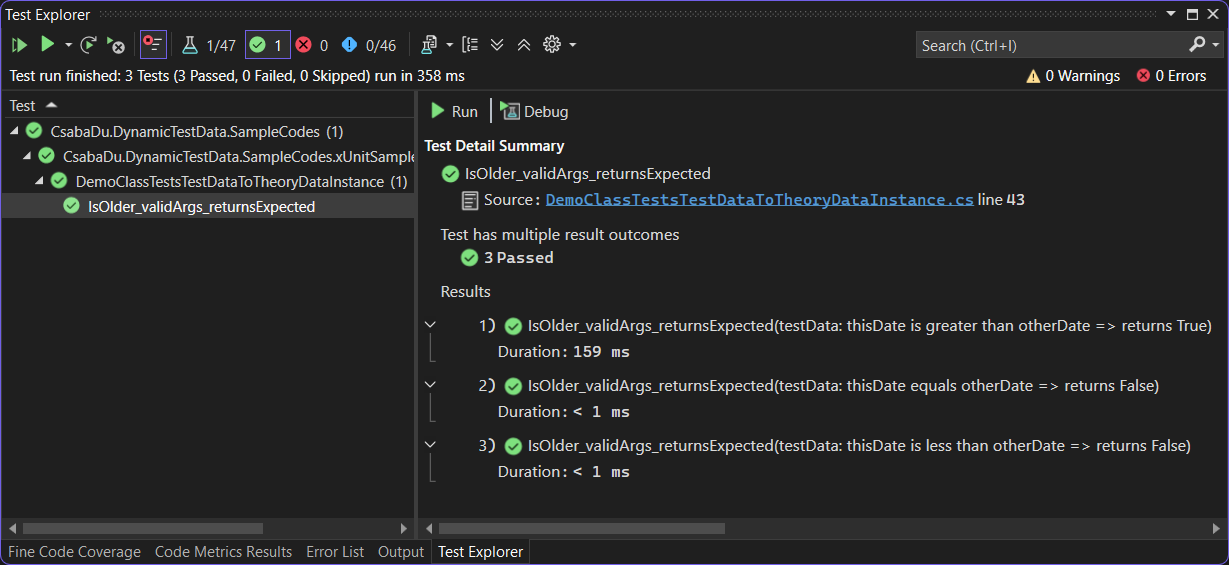 Test Explorer
1/47 1 0 0/46 Search (Ctrl+I)
Test run finished: 3 Tests (3 Passed, 0 Failed, 0 Skipped) run in 358 ms 0 Warnings 0 Errors
Test
CsabaDu.DynamicTestData.SampleCodes (1)
CsabaDu.DynamicTestData.SampleCodes.xUnitSample
DemoClassTestsTestDataToTheoryDataInstance (1)
IsOlder_validArgs_returnsExpected
Run Debug
Test Detail Summary
IsOlder_validArgs_returnsExpected
Source: DemoClassTestsTestDataToTheoryDataInstance.cs line 43
Test has multiple result outcomes
3 Passed
Results
1) IsOlder_validArgs_returnsExpected(testData: thisDate is greater than otherDate => returns True)
Duration: 159 ms
2) IsOlder_validArgs_returnsExpected(testData: thisDate equals otherDate => returns False)
Duration: < 1 ms
3) IsOlder_validArgs_returnsExpected(testData: thisDate is less than otherDate => returns False)
Duration: < 1 ms
Fine Code Coverage Code Metrics Results Error List Output Test Explorer